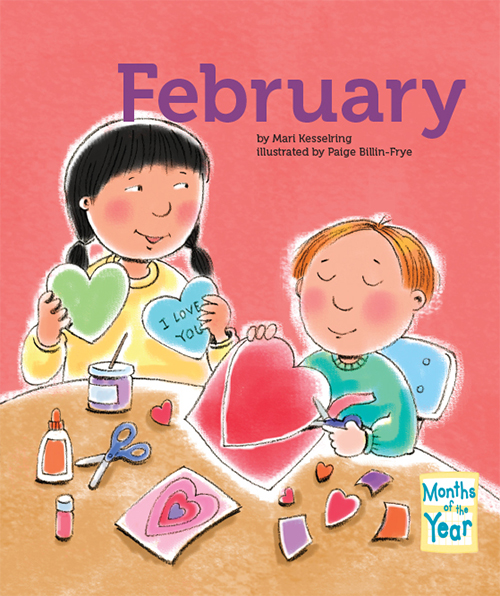 February
by Mari Kesselring
illustrated by Paige Billin-Frye
I LOVE
YOU
Months
of the
Year